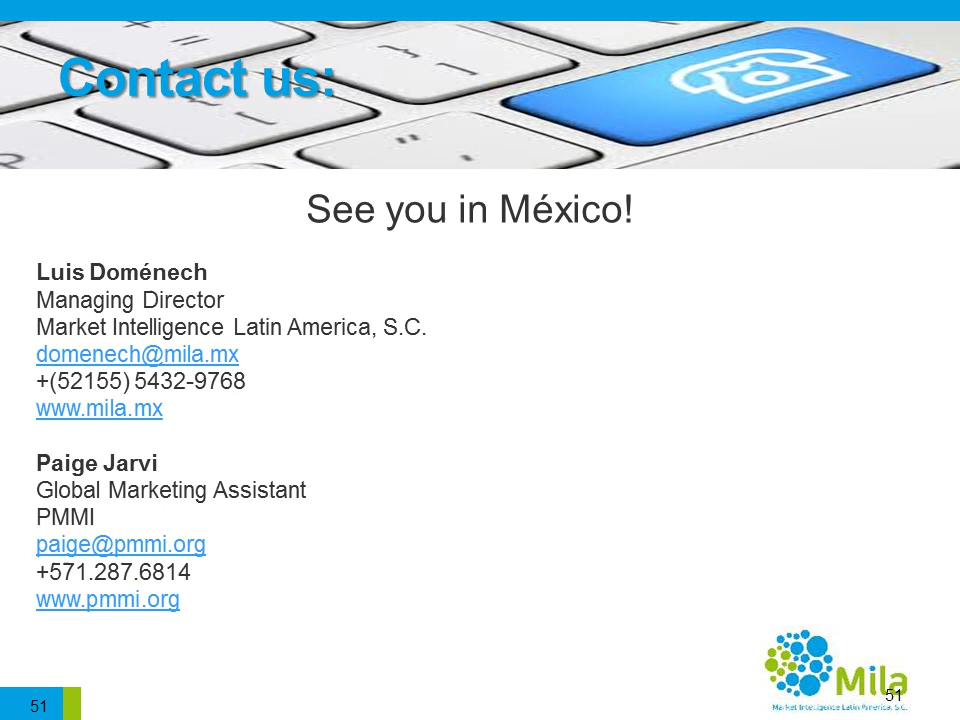 Contact us:
See you in México!
Luis Doménech
Managing Director
Market Intelligence Latin America, S.C.
domenech@mila.mx
+(52155) 5432-9768
www.mila.mx
Paige Jarvi
Global Marketing Assistant
PMMI
paige@pmmi.org
+571.287.6814
www.pmmi.org
Mila
Market Intelligence Latin America, S.C.
51
51